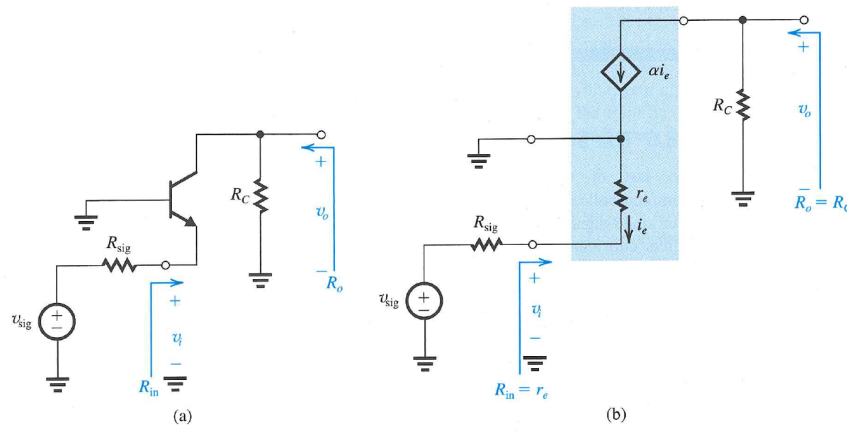 +
R_C
v_o
−
R_o
R_sig
v_sig
+
−
+
v_i
−
R_in
(a)
αi_e
r_e
i_e
R_C
+
v_o
−
R_o = R_C
R_sig
v_sig
+
−
+
v_i
−
R_in = r_e
(b)